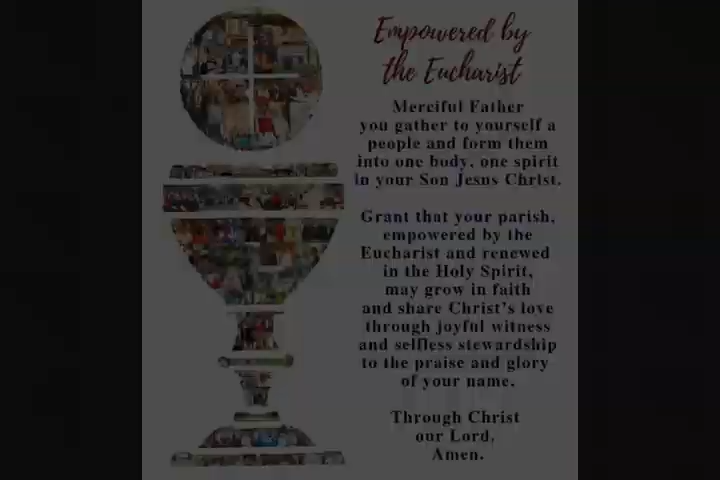 Empowered by
the Eucharist
Merciful Father
you gather to yourself a
people and form them
into one body, one spirit
in your Son Jesus Christ.
Grant that your parish,
empowered by the
Eucharist and renewed
in the Holy Spirit,
may grow in faith
and share Christ's love
through joyful witness
and selfless stewardship
to the praise and glory
of your name.
Through Christ
our Lord,
Amen.